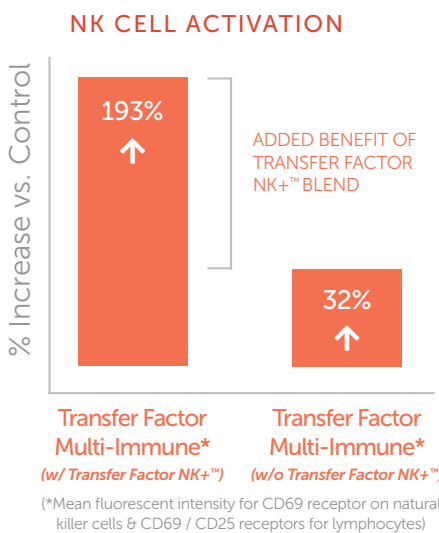 NK CELL ACTIVATION
% Increase vs. Control
193%
ADDED BENEFIT OF
TRANSFER FACTOR
NK+™ BLEND
32%
Transfer Factor
Multi-Immune*
(w/ Transfer Factor NK+™)
Transfer Factor
Multi-Immune*
(w/o Transfer Factor NK+™)
(*Mean fluorescent intensity for CD69 receptor on natural
killer cells & CD69 / CD25 receptors for lymphocytes)